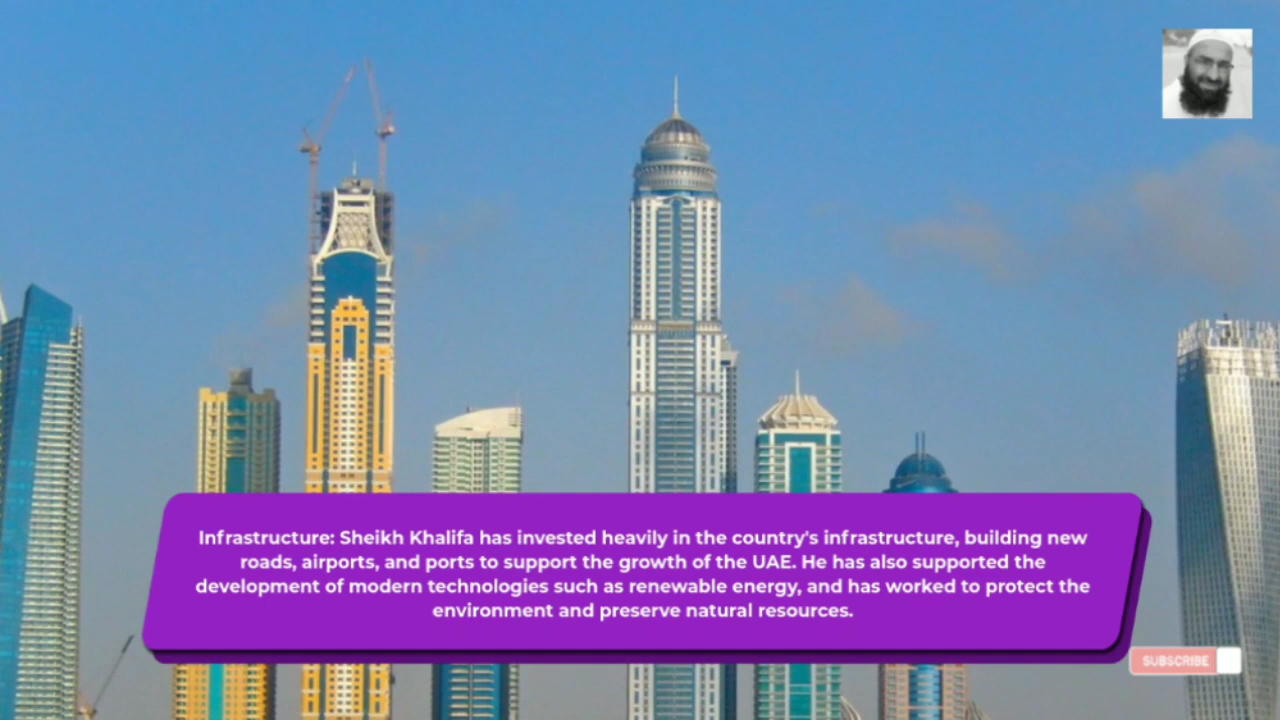 Infrastructure: Sheikh Khalifa has invested heavily in the country's infrastructure, building new
roads, airports, and ports to support the growth of the UAE. He has also supported the
development of modern technologies such as renewable energy, and has worked to protect the
environment and preserve natural resources.
SUBSCRIBE